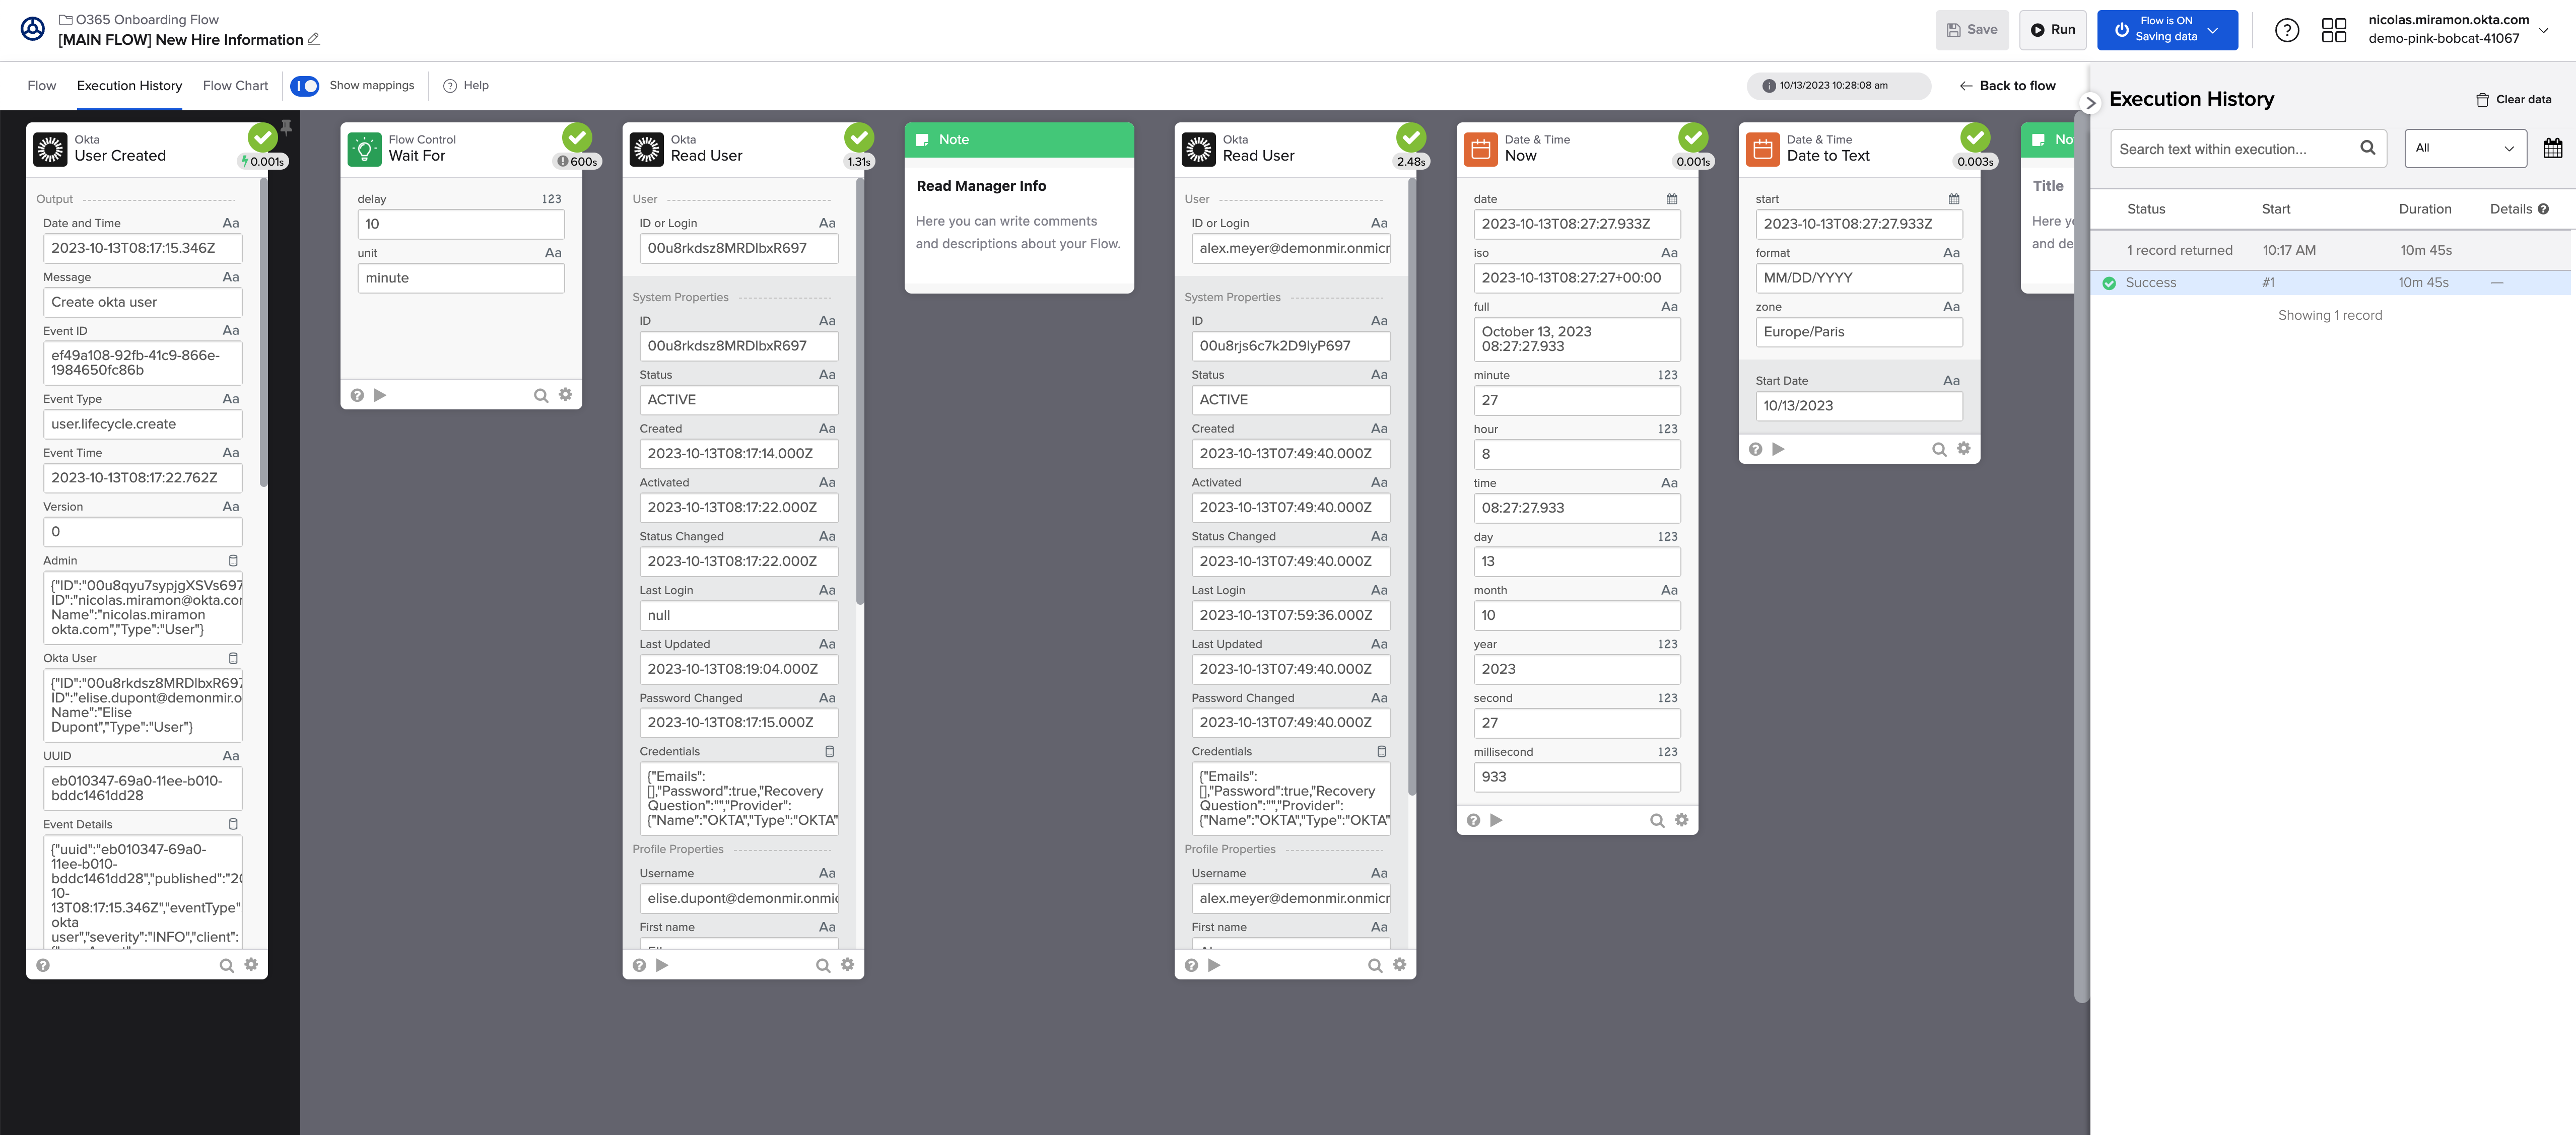 O365 Onboarding Flow
[MAIN FLOW] New Hire Information
Save
Run
Flow is ON
Saving data
nicolas.miramon.okta.com
demo-pink-bobcat-41067
Flow
Execution History
Flow Chart
Show mappings
Help
10/13/2023 10:28:08 am
Back to flow
Okta
User Created
0.001s
Output
Date and Time
Aa
2023-10-13T08:17:15.346Z
Message
Aa
Create okta user
Event ID
Aa
ef49a108-92fb-41c9-866e-
1984650fc86b
Event Type
Aa
user.lifecycle.create
Event Time
Aa
2023-10-13T08:17:22.762Z
Version
Aa
0
Admin
{"ID":"00u8qyu7sypjgXSVs697
ID":"nicolas.miramon@okta.com
Name":"nicolas.miramon
okta.com","Type":"User"}
Okta User
{"ID":"00u8rkdsz8MRDlbxR697
ID":"elise.dupont@demonmir.o
Name":"Elise
Dupont","Type":"User"}
UUID
Aa
eb010347-69a0-11ee-b010-
bddc1461dd28
Event Details
{"uuid":"eb010347-69a0-
11ee-b010-
bddc1461dd28","published":"20
10-
13T08:17:15.346Z","eventType"
okta
user","severity":"INFO","client":
Flow Control
Wait For
600s
delay
123
10
unit
Aa
minute
Okta
Read User
1.31s
User
ID or Login
Aa
00u8rkdsz8MRDlbxR697
System Properties
ID
Aa
00u8rkdsz8MRDlbxR697
Status
Aa
ACTIVE
Created
Aa
2023-10-13T08:17:14.000Z
Activated
Aa
2023-10-13T08:17:22.000Z
Status Changed
Aa
2023-10-13T08:17:22.000Z
Last Login
Aa
null
Last Updated
Aa
2023-10-13T08:19:04.000Z
Password Changed
Aa
2023-10-13T08:17:15.000Z
Credentials
{"Emails":
[],"Password":true,"Recovery
Question":"","Provider":
{"Name":"OKTA","Type":"OKTA"
Profile Properties
Username
Aa
elise.dupont@demonmir.onmic
First name
Aa
Note
Read Manager Info
Here you can write comments
and descriptions about your Flow.
Okta
Read User
2.48s
User
ID or Login
Aa
alex.meyer@demonmir.onmicr
System Properties
ID
Aa
00u8rjs6c7k2D9lyP697
Status
Aa
ACTIVE
Created
Aa
2023-10-13T07:49:40.000Z
Activated
Aa
2023-10-13T07:49:40.000Z
Status Changed
Aa
2023-10-13T07:49:40.000Z
Last Login
Aa
2023-10-13T07:59:36.000Z
Last Updated
Aa
2023-10-13T07:49:40.000Z
Password Changed
Aa
2023-10-13T07:49:40.000Z
Credentials
{"Emails":
[],"Password":true,"Recovery
Question":"","Provider":
{"Name":"OKTA","Type":"OKTA"
Profile Properties
Username
Aa
alex.meyer@demonmir.onmicr
First name
Aa
Date & Time
Now
0.001s
date
2023-10-13T08:27:27.933Z
iso
Aa
2023-10-13T08:27:27+00:00
full
Aa
October 13, 2023
08:27:27.933
minute
123
27
hour
123
8
time
Aa
08:27:27.933
day
123
13
month
Aa
10
year
123
2023
second
123
27
millisecond
123
933
Date & Time
Date to Text
0.003s
start
2023-10-13T08:27:27.933Z
format
Aa
MM/DD/YYYY
zone
Aa
Europe/Paris
Start Date
Aa
10/13/2023
No
Title
Here yo
and de
Execution History
Clear data
Search text within execution...
All
Status
Start
Duration
Details
1 record returned
10:17 AM
10m 45s
Success
#1
10m 45s
—
Showing 1 record